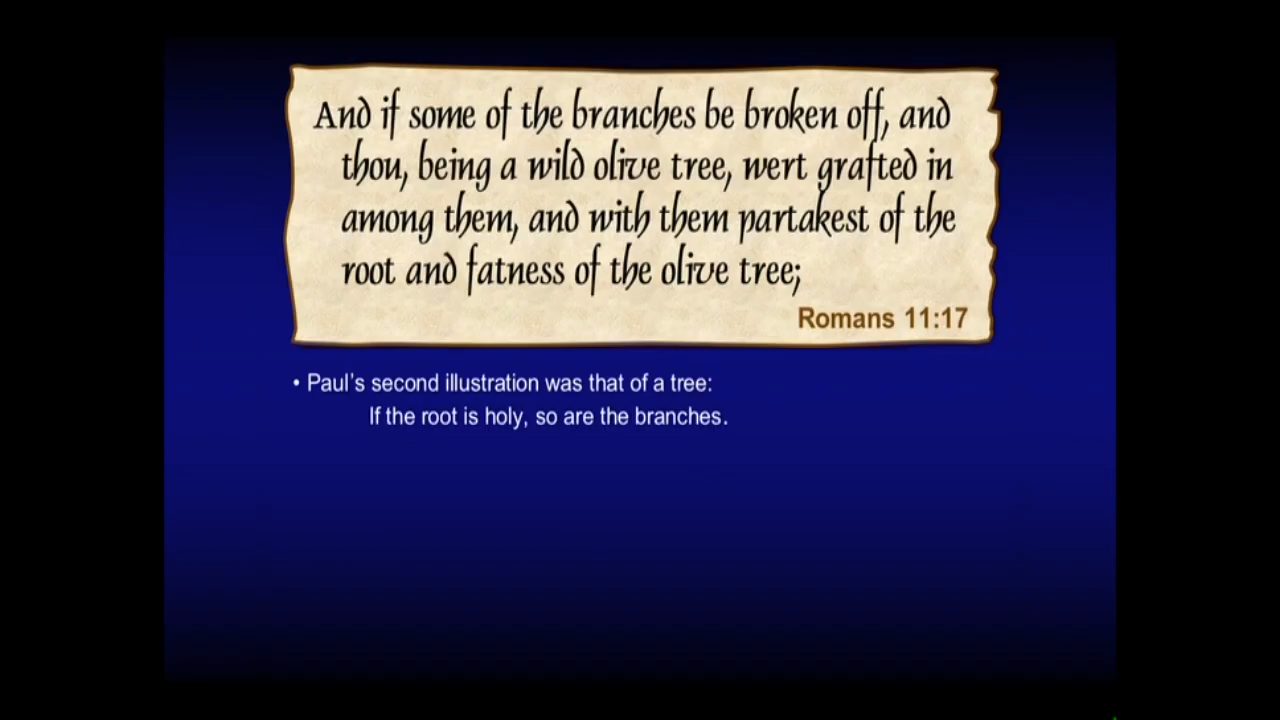 And if some of the branches be broken off, and
thou, being a wild olive tree, wert grafted in
among them, and with them partakest of the
root and fatness of the olive tree;
Romans 11:17
• Paul's second illustration was that of a tree:
If the root is holy, so are the branches.